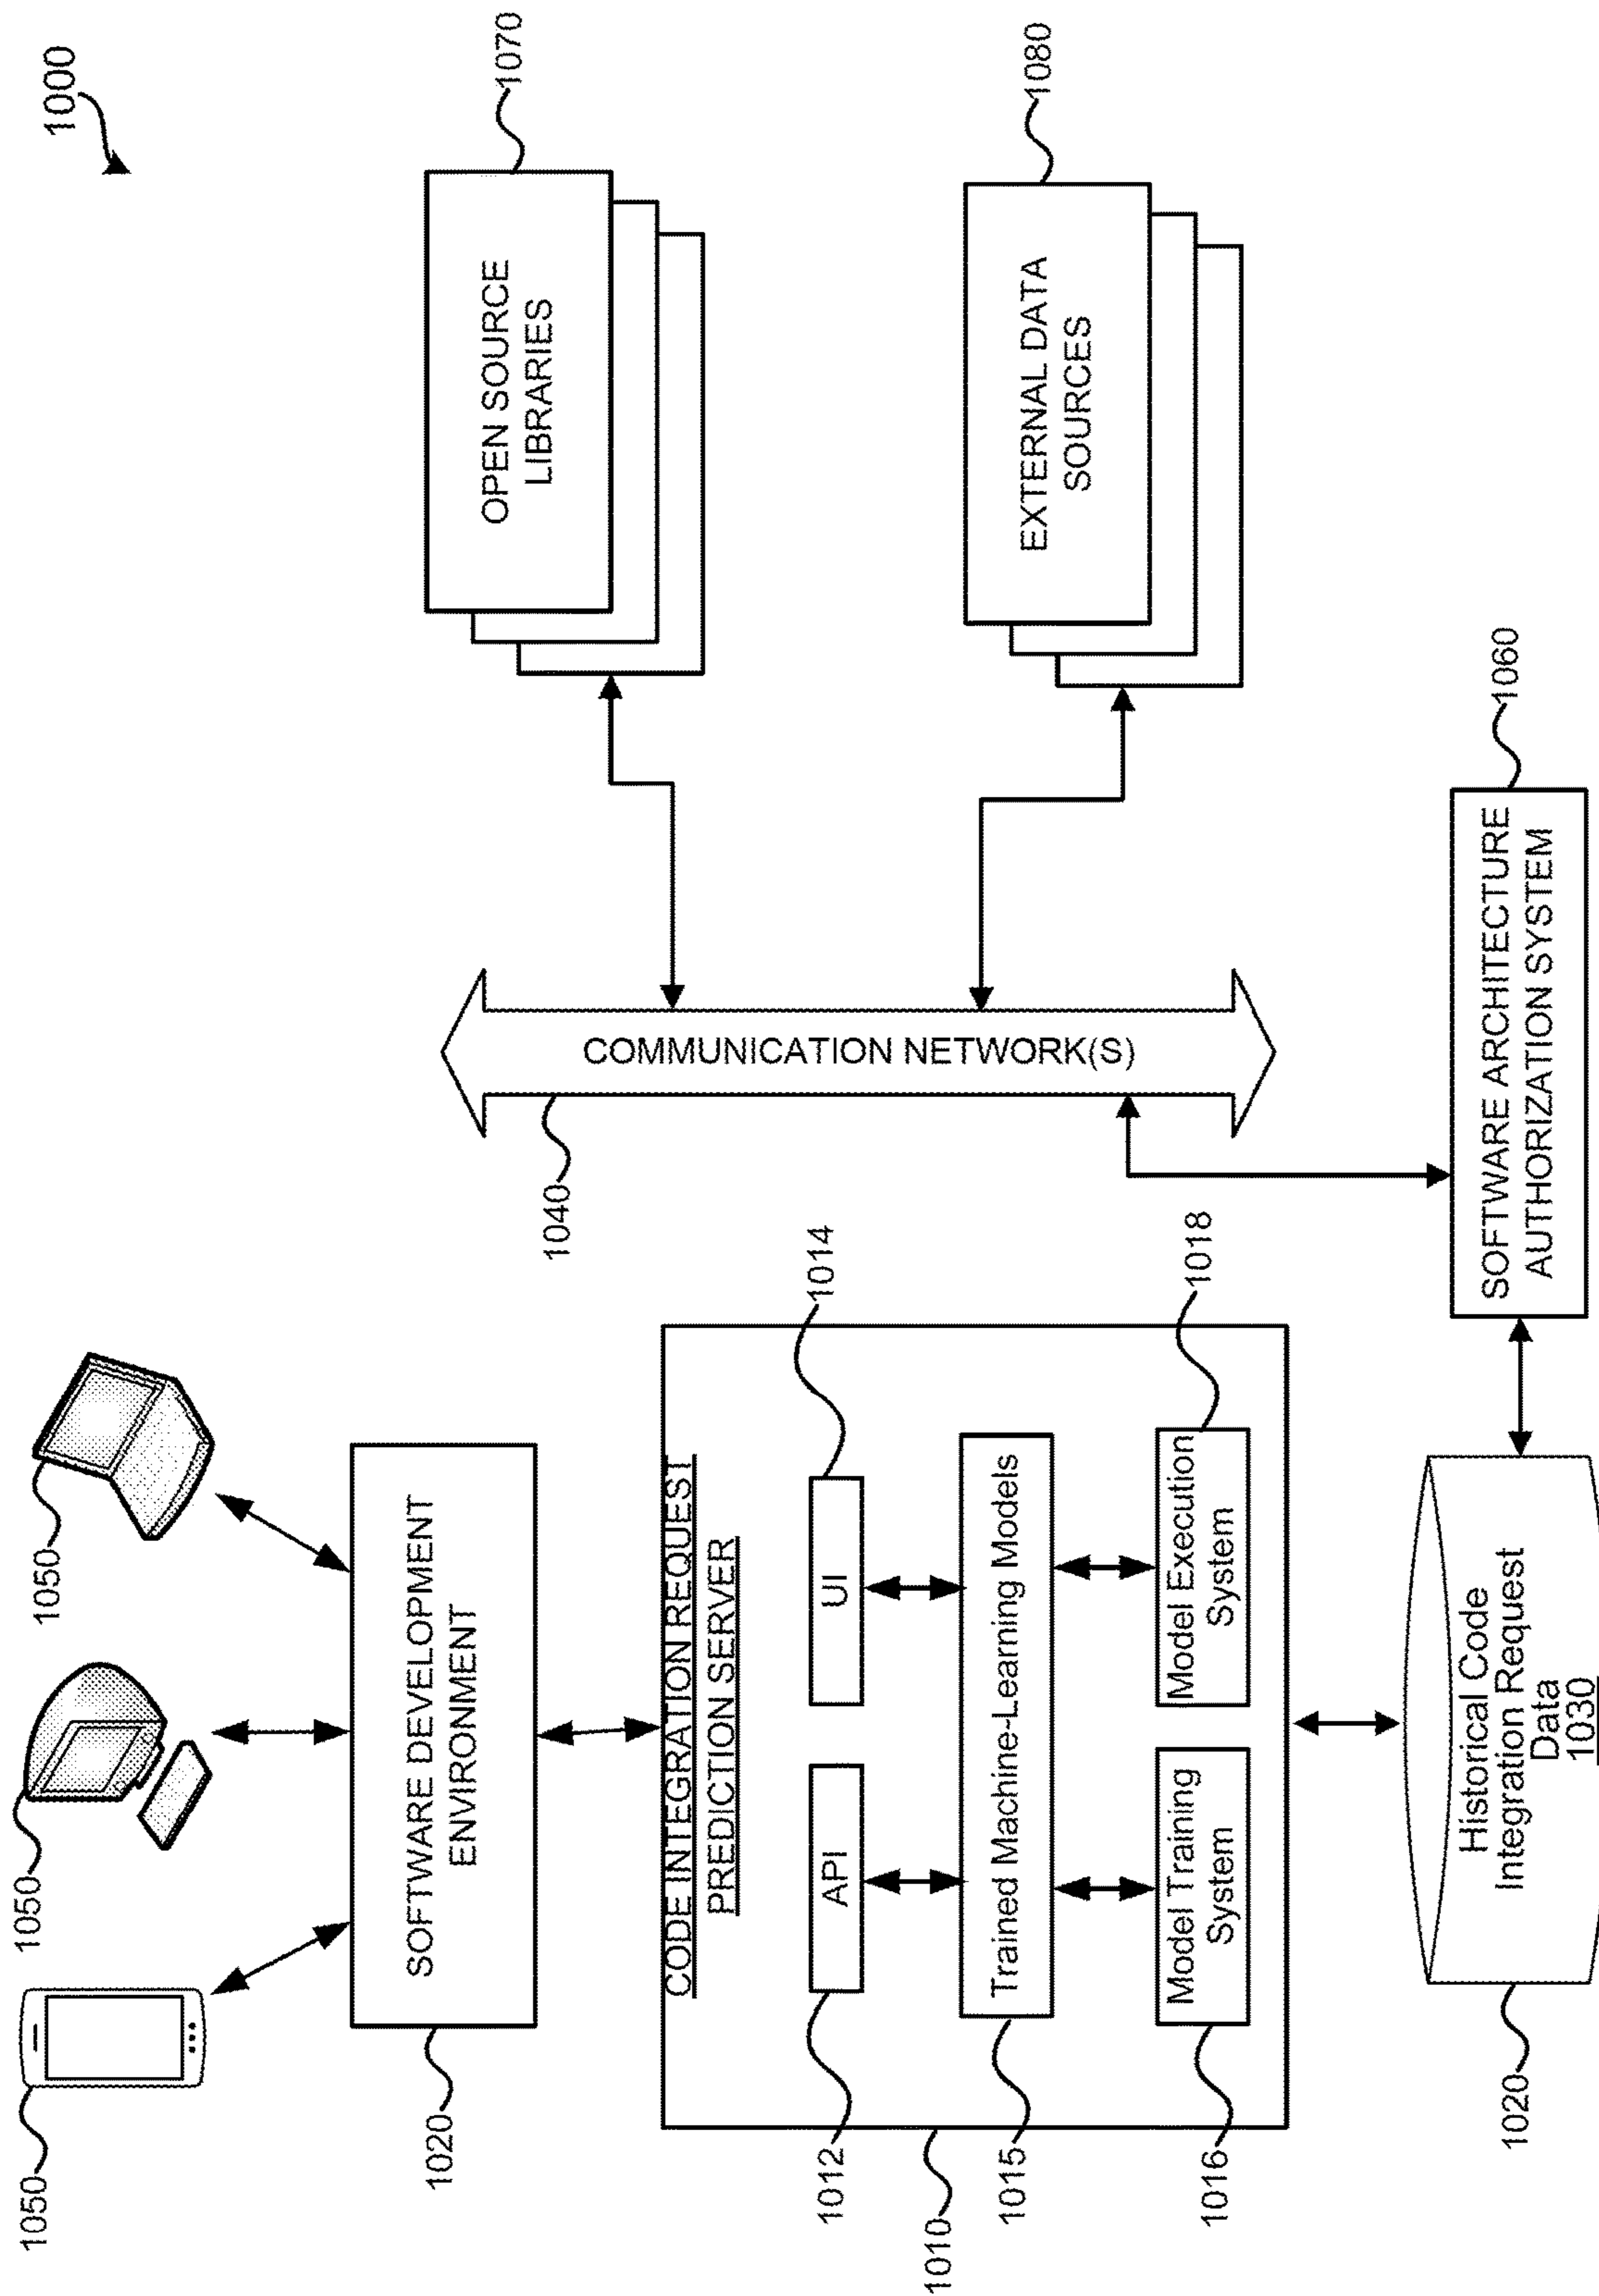 1000
1050
1050
1050
SOFTWARE DEVELOPMENT
ENVIRONMENT
1020
CODE INTEGRATION REQUEST
PREDICTION SERVER
API
UI
1012
1014
Trained Machine-Learning Models
1015
Model Training
System
Model Execution
System
1016
1018
1010
Historical Code
Integration Request
Data
1030
1020
COMMUNICATION NETWORK(S)
1040
OPEN SOURCE
LIBRARIES
1070
EXTERNAL DATA
SOURCES
1080
SOFTWARE ARCHITECTURE
AUTHORIZATION SYSTEM
1060